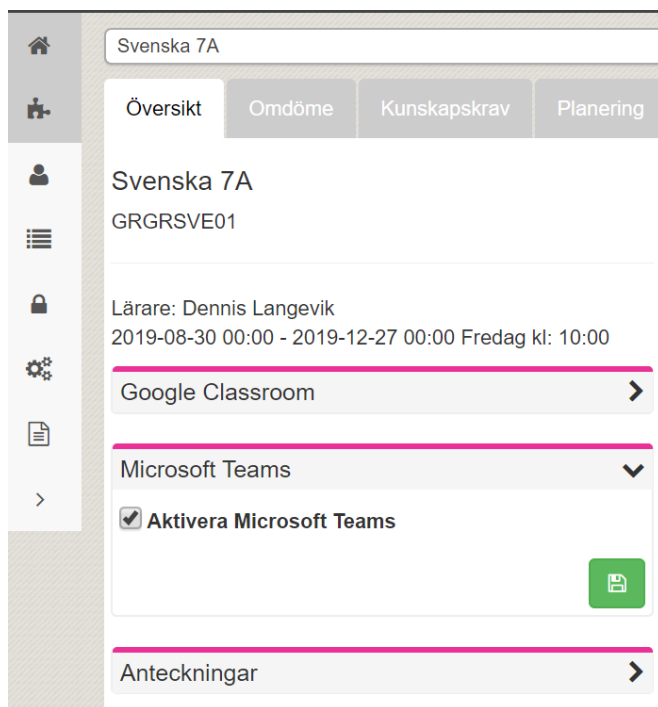 Svenska 7A
Översikt Omdöme Kunskapskrav Planering
Svenska 7A
GRGRSVE01
Lärare: Dennis Langevik
2019-08-30 00:00 - 2019-12-27 00:00 Fredag kl: 10:00
Google Classroom
Microsoft Teams
Aktivera Microsoft Teams
Anteckningar